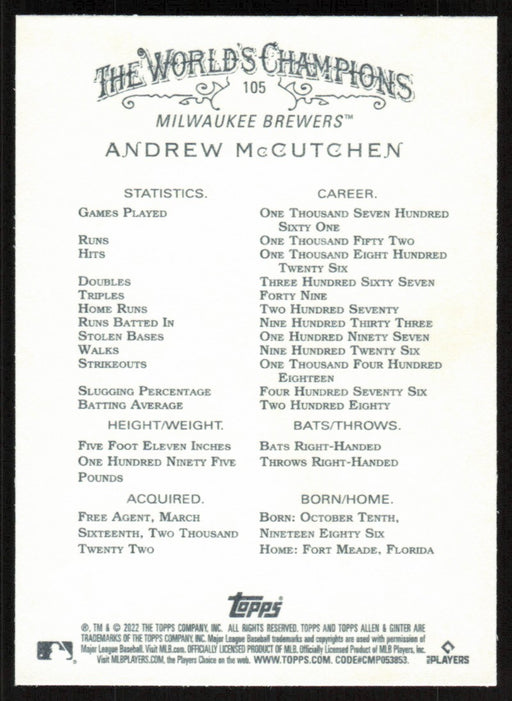 THE WORLD'S CHAMPIONS
105
MILWAUKEE BREWERS™
ANDREW McCUTCHEN
STATISTICS. CAREER.
GAMES PLAYED ONE THOUSAND SEVEN HUNDRED
SIXTY ONE
RUNS ONE THOUSAND FIFTY TWO
HITS ONE THOUSAND EIGHT HUNDRED
TWENTY SIX
DOUBLES THREE HUNDRED SIXTY SEVEN
TRIPLES FORTY NINE
HOME RUNS TWO HUNDRED SEVENTY
RUNS BATTED IN NINE HUNDRED THIRTY THREE
STOLEN BASES ONE HUNDRED NINETY SEVEN
WALKS NINE HUNDRED TWENTY SIX
STRIKEOUTS ONE THOUSAND FOUR HUNDRED
EIGHTEEN
SLUGGING PERCENTAGE FOUR HUNDRED SEVENTY SIX
BATTING AVERAGE TWO HUNDRED EIGHTY
HEIGHT/WEIGHT. BATS/THROWS.
FIVE FOOT ELEVEN INCHES BATS RIGHT-HANDED
ONE HUNDRED NINETY FIVE THROWS RIGHT-HANDED
POUNDS
ACQUIRED. BORN/HOME.
FREE AGENT, MARCH BORN: OCTOBER TENTH,
SIXTEENTH, TWO THOUSAND NINETEEN EIGHTY SIX
TWENTY TWO HOME: FORT MEADE, FLORIDA
Topps
®, TM & © 2022 THE TOPPS COMPANY, INC. ALL RIGHTS RESERVED. TOPPS AND TOPPS ALLEN & GINTER ARE
TRADEMARKS OF THE TOPPS COMPANY, INC. Major League Baseball trademarks and copyrights are used with permission of
Major League Baseball. Visit MLB.com. OFFICIALLY LICENSED PRODUCT OF MLB. Officially Licensed Product of MLB Players, Inc.
Visit MLBPLAYERS.COM, the Players Choice on the web. WWW.TOPPS.COM. CODE#CMP053853.
PLAYERS